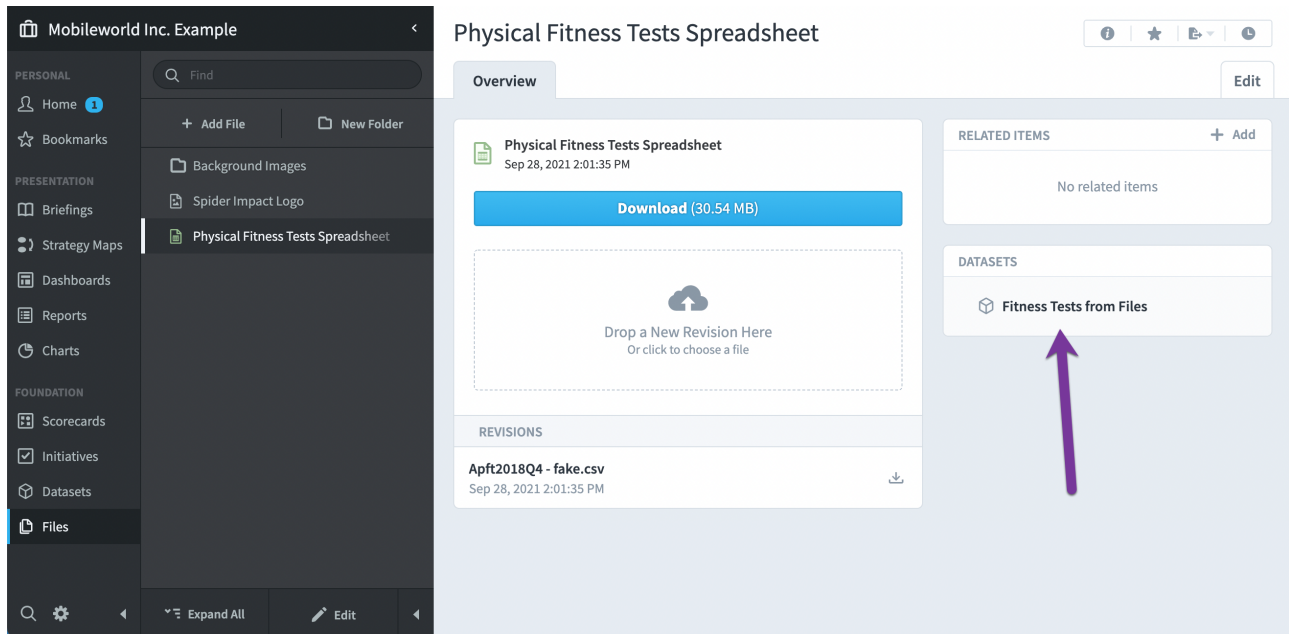 Mobileworld Inc. Example
PERSONAL
Home 1
Bookmarks
PRESENTATION
Briefings
Strategy Maps
Dashboards
Reports
Charts
FOUNDATION
Scorecards
Initiatives
Datasets
Files
Find
Add File
New Folder
Background Images
Spider Impact Logo
Physical Fitness Tests Spreadsheet
Expand All
Edit
Physical Fitness Tests Spreadsheet
Overview
Edit
Physical Fitness Tests Spreadsheet
Sep 28, 2021 2:01:35 PM
Download (30.54 MB)
Drop a New Revision Here
Or click to choose a file
REVISIONS
Apft2018Q4 - fake.csv
Sep 28, 2021 2:01:35 PM
RELATED ITEMS
Add
No related items
DATASETS
Fitness Tests from Files